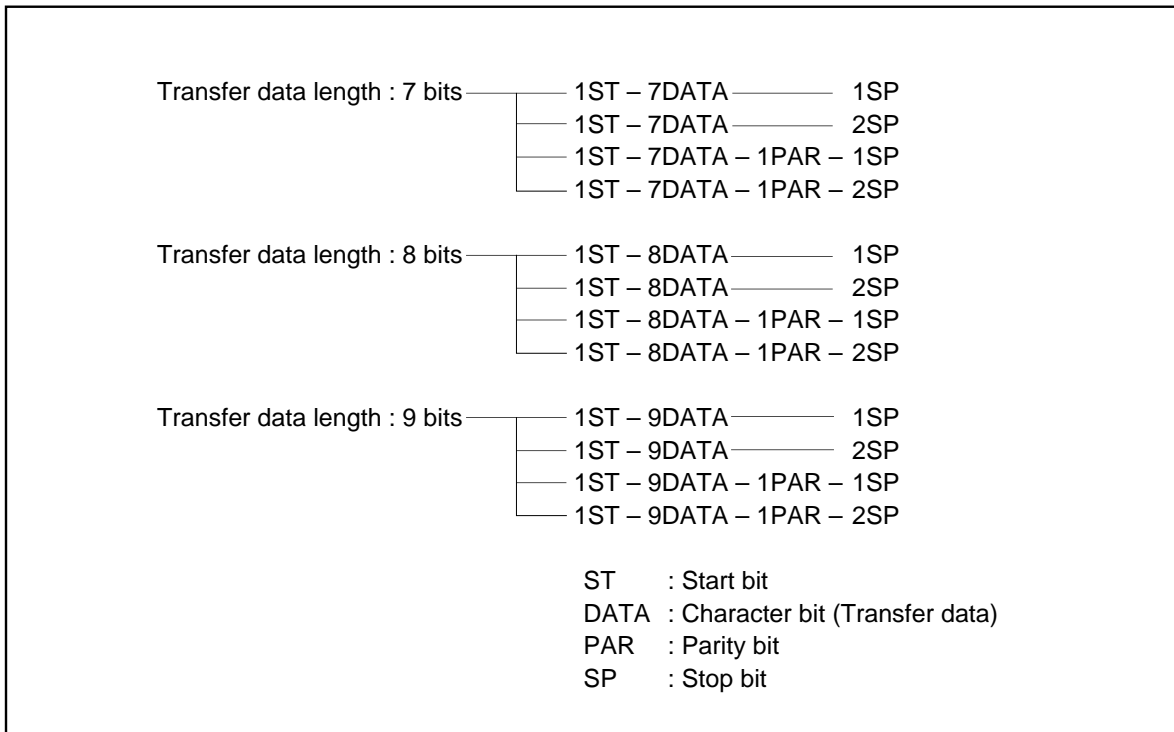 Transfer data length : 7 bits 1ST – 7DATA 1SP
1ST – 7DATA 2SP
1ST – 7DATA – 1PAR – 1SP
1ST – 7DATA – 1PAR – 2SP
Transfer data length : 8 bits 1ST – 8DATA 1SP
1ST – 8DATA 2SP
1ST – 8DATA – 1PAR – 1SP
1ST – 8DATA – 1PAR – 2SP
Transfer data length : 9 bits 1ST – 9DATA 1SP
1ST – 9DATA 2SP
1ST – 9DATA – 1PAR – 1SP
1ST – 9DATA – 1PAR – 2SP
ST : Start bit
DATA : Character bit (Transfer data)
PAR : Parity bit
SP : Stop bit